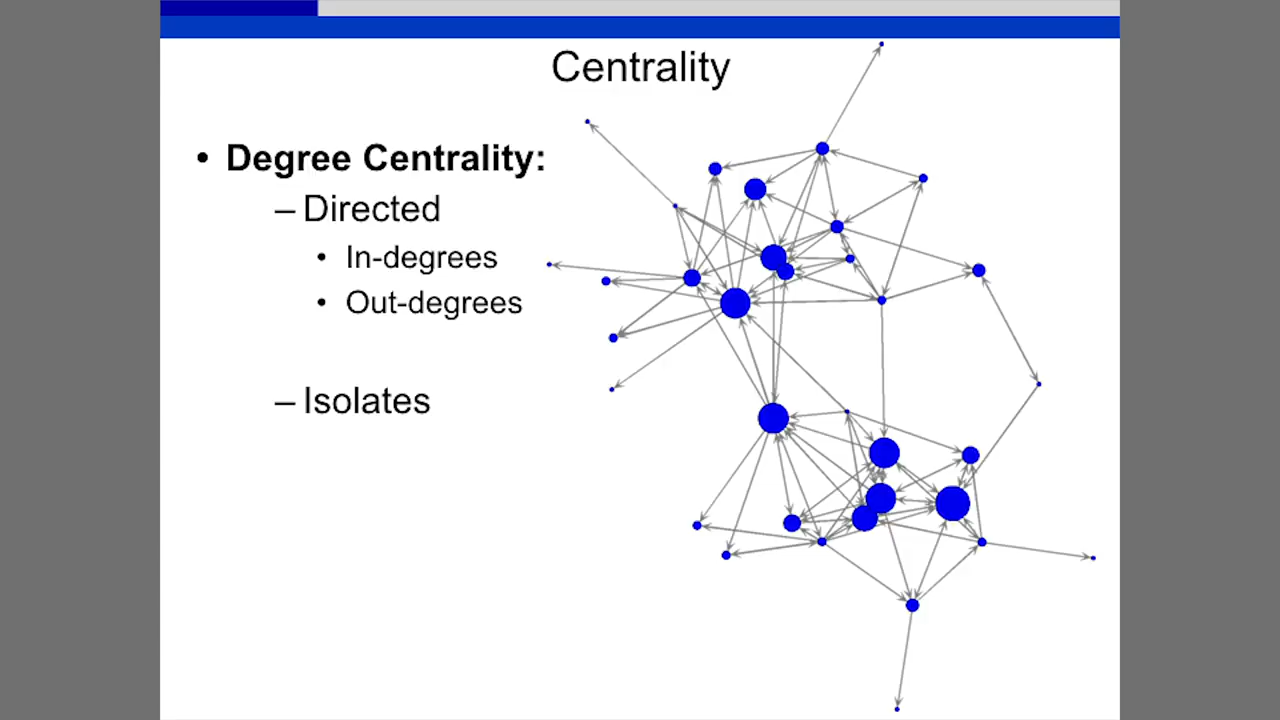 Centrality
• Degree Centrality:
– Directed
• In-degrees
• Out-degrees
– Isolates